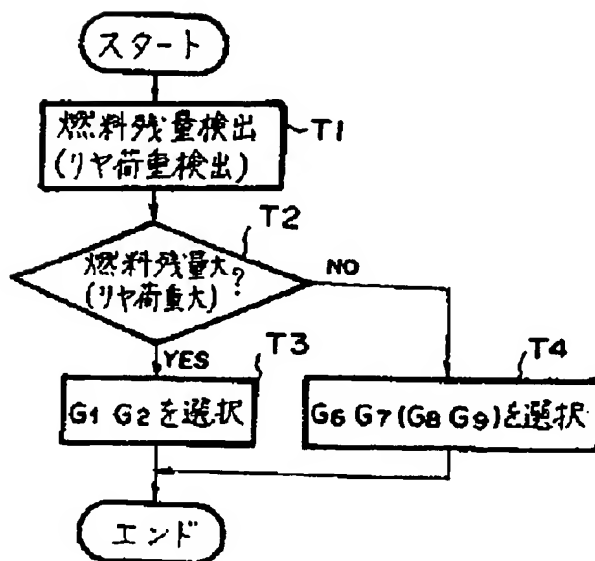 スタート
燃料残量検出
(リヤ荷重検出)
T1
T2
燃料残量大?
(リヤ荷重大)
NO
YES
T3
T4
G1 G2を選択
G6 G7(G8 G9)を選択
エンド